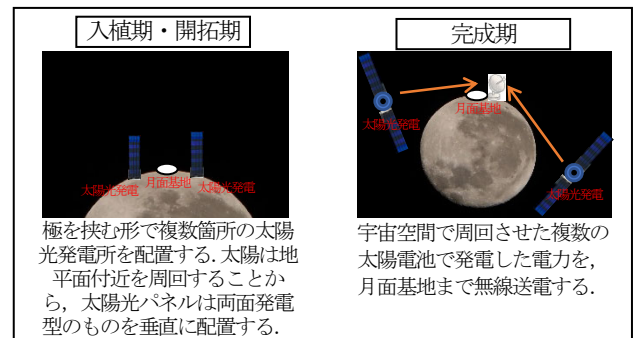 入植期・開拓期
太陽光発電
月面基地
太陽光発電
極を挟む形で複数箇所の太陽
光発電所を配置する.太陽は地
平面付近を周回することか
ら，太陽光パネルは両面発電
型のものを垂直に配置する.
完成期
太陽光発電
月面基地
太陽光発電
宇宙空間で周回させた複数の
太陽電池で発電した電力を，
月面基地まで無線送電する.